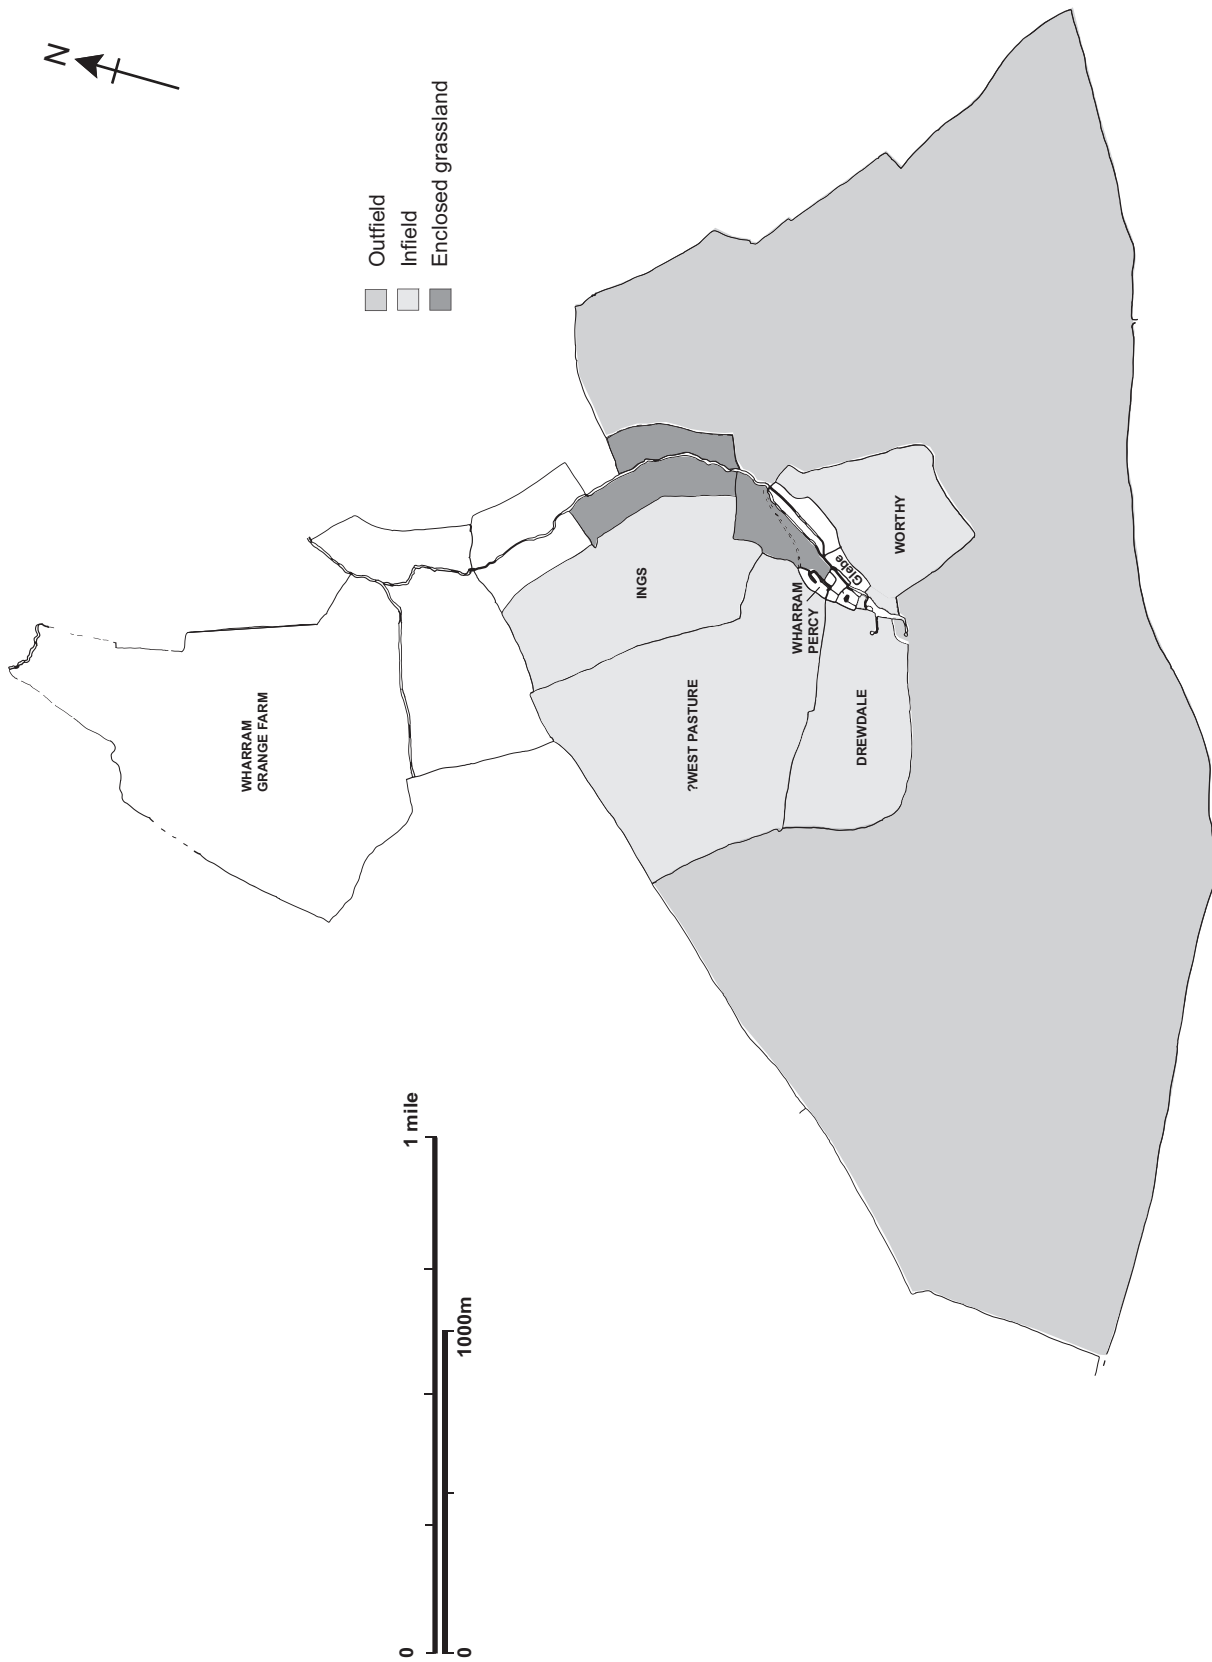 N
Outfield
Infield
Enclosed grassland
WHARRAM
GRANGE FARM
INGS
?WEST PASTURE
WHARRAM
PERCY
Glebe
WORTHY
DREWDALE
0
1 mile
0
1000m